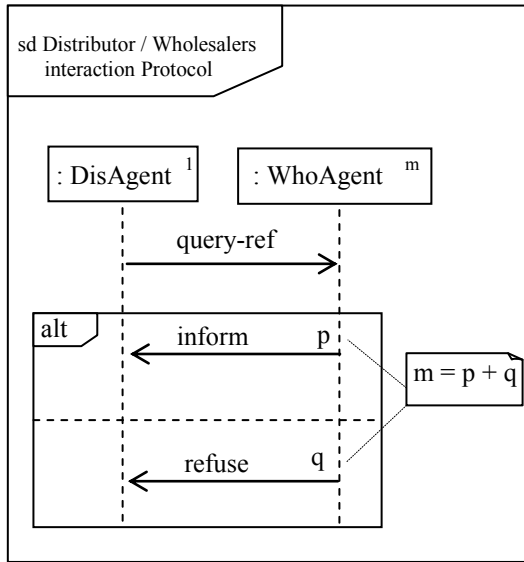 sd Distributor / Wholesalers
interaction Protocol
: DisAgent 1
: WhoAgent m
query-ref
alt
inform p
m = p + q
refuse q